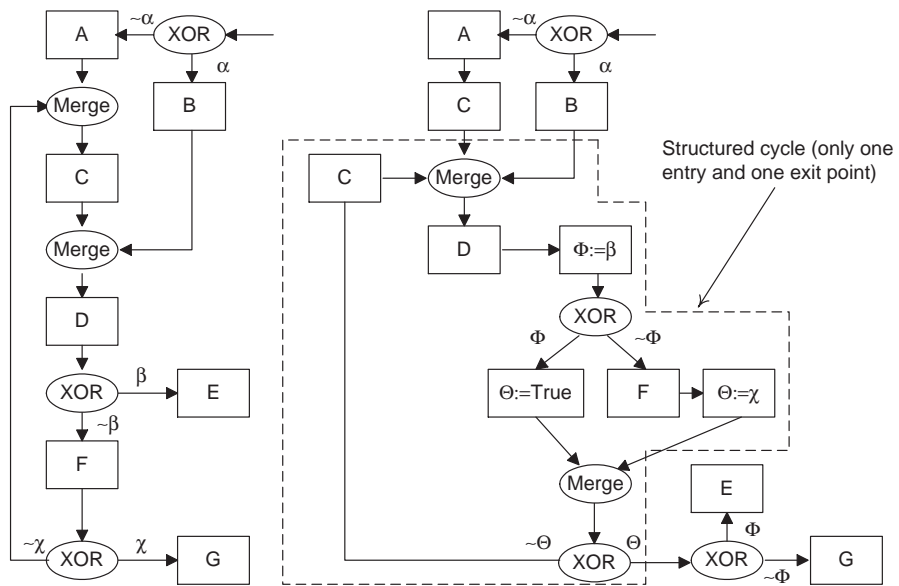 A
XOR
~α
α
B
Merge
C
Merge
D
XOR
β
E
~β
F
~χ
XOR
χ
G
A
XOR
~α
α
C
B
Structured cycle (only one
entry and one exit point)
C
Merge
D
Φ:=β
XOR
Φ
~Φ
Θ:=True
F
Θ:=χ
Merge
E
~Θ
XOR
Θ
XOR
Φ
~Φ
G